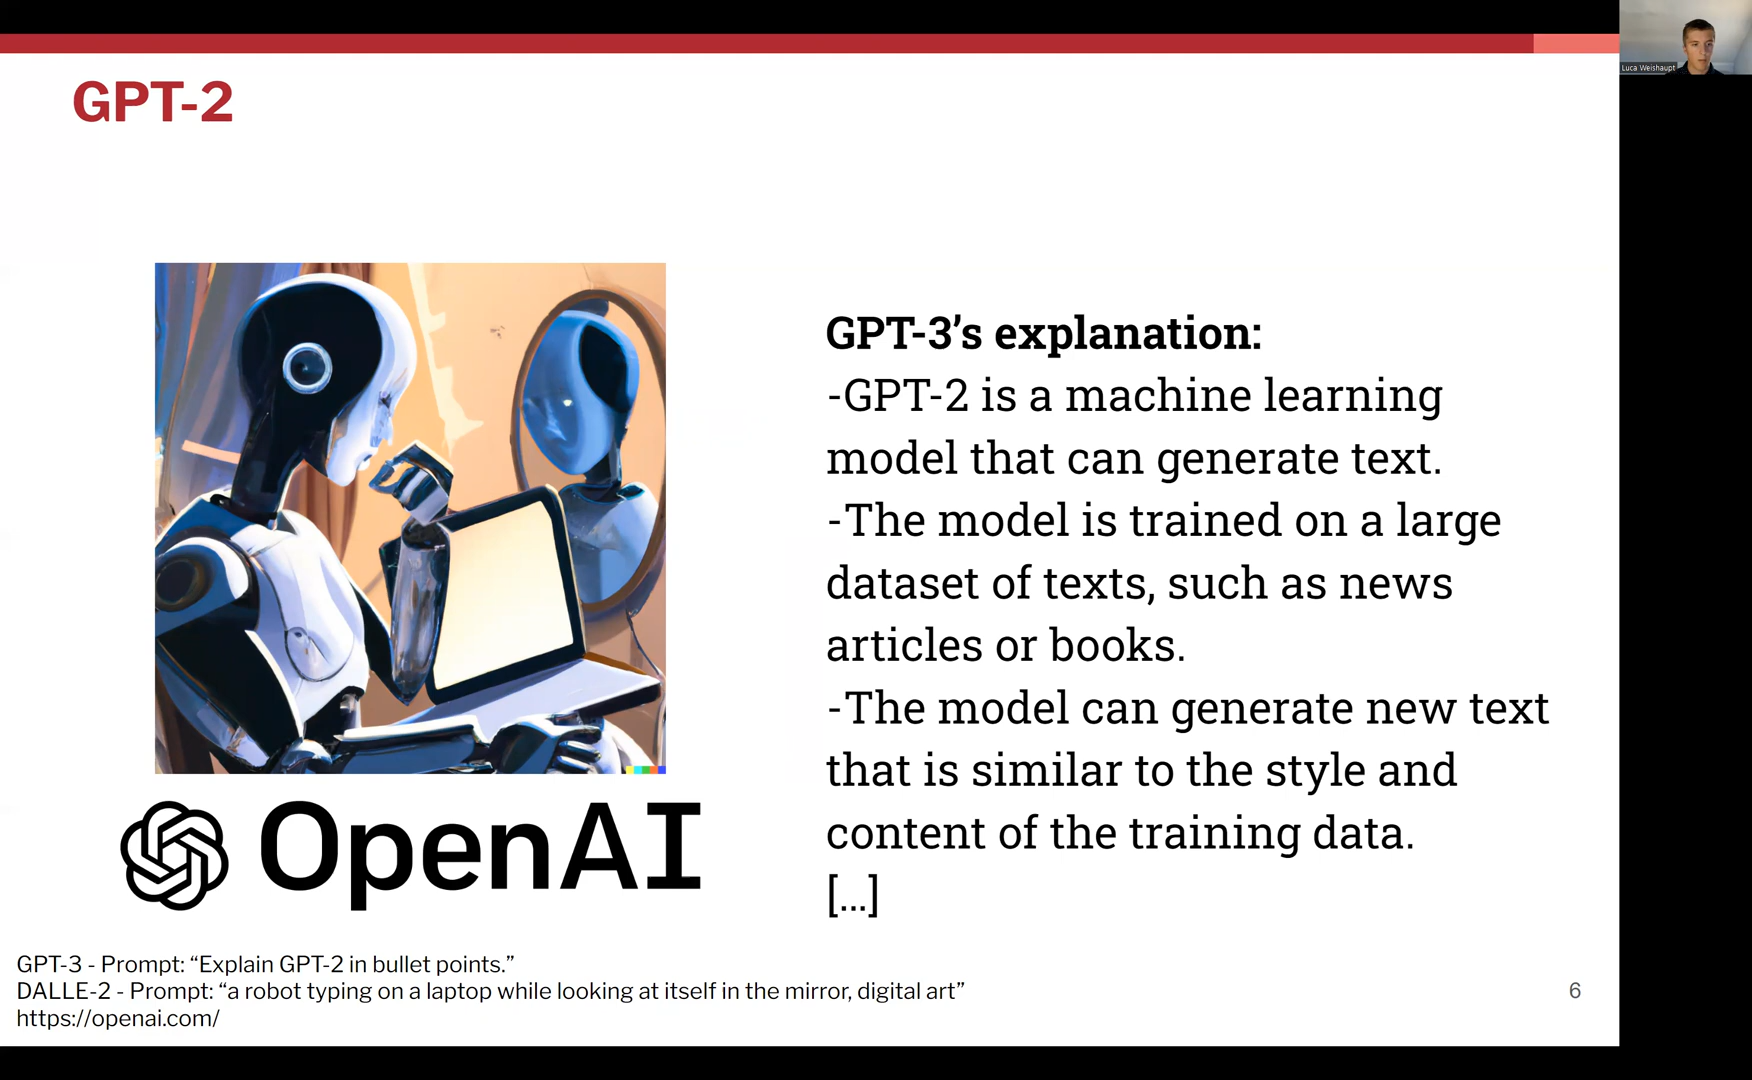 Luca Weishaupt
GPT-2
GPT-3’s explanation:
-GPT-2 is a machine learning
model that can generate text.
-The model is trained on a large
dataset of texts, such as news
articles or books.
-The model can generate new text
that is similar to the style and
content of the training data.
[...]
OpenAI
GPT-3 - Prompt: “Explain GPT-2 in bullet points.”
DALLE-2 - Prompt: “a robot typing on a laptop while looking at itself in the mirror, digital art”
https://openai.com/
6